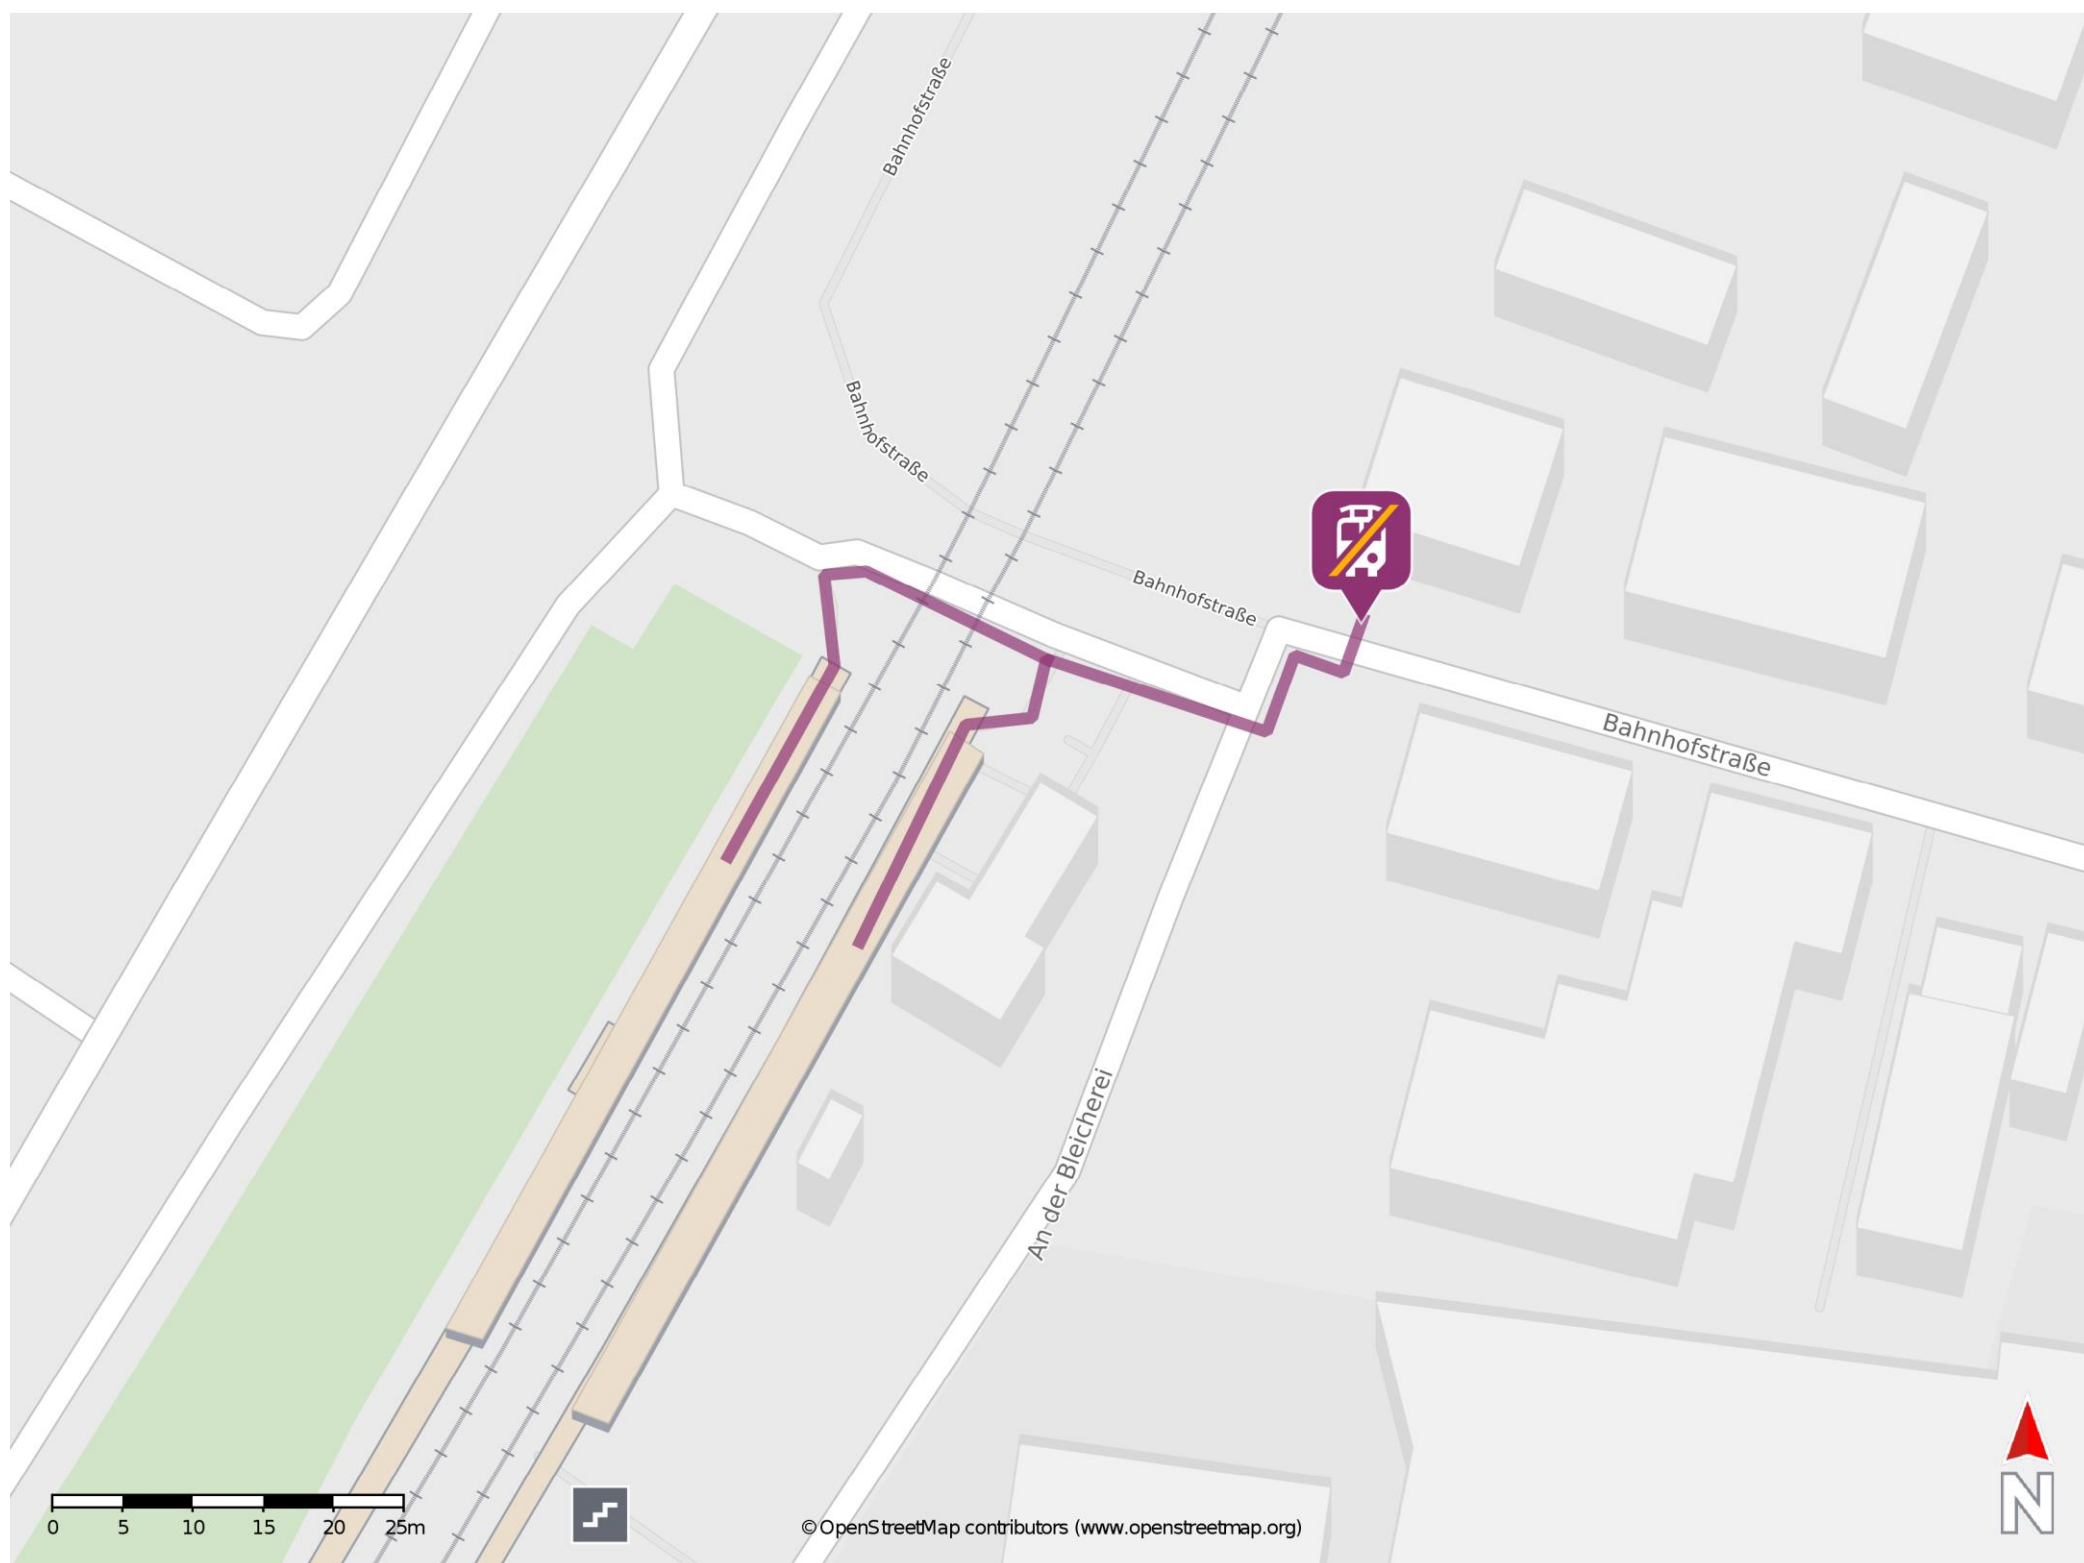 Bahnhofstraße
Bahnhofstraße
Bahnhofstraße
Bahnhofstraße
An der Bleicherei
0 5 10 15 20 25m
© OpenStreetMap contributors (www.openstreetmap.org)
N